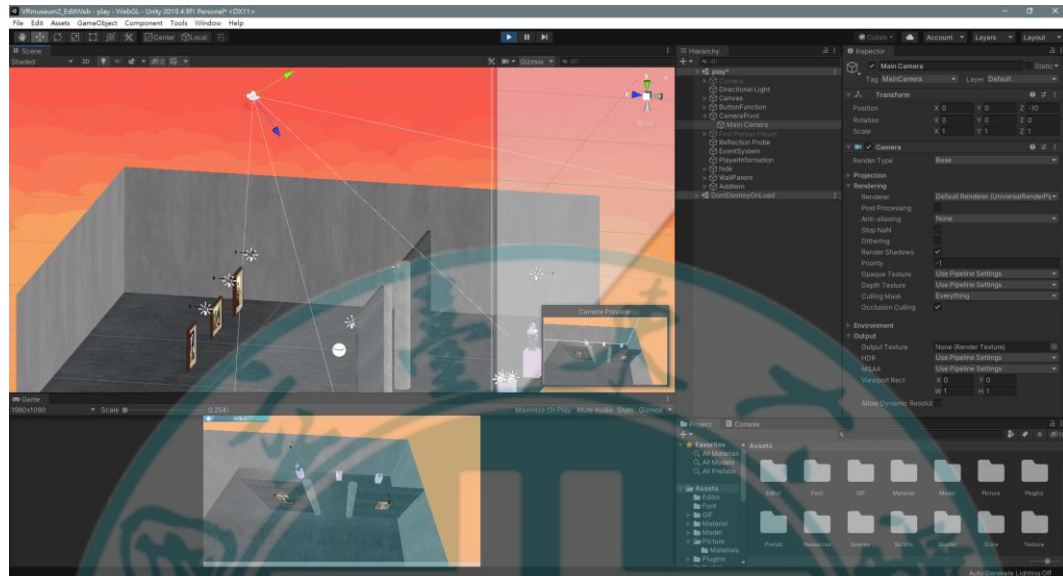 VRmuseum2_EditWeb - play - WebGL - Unity 2019.4.9f1 Personal* <DX11>
File Edit Assets GameObject Component Tools Window Help
Center Local
Collab Account Layers Layout
Scene
Shaded 2D Gizmos All
Hierarchy
All
play*
Camera
Directional Light
Canvas
ButtonFunction
CameraPivot
Main Camera
First Person Player
Reflection Probe
EventSystem
PlayerInformation
hide
WallParent
AddItem
DontDestroyOnLoad
Inspector
Main Camera Static
Tag MainCamera Layer Default
Transform
Position X 0 Y 0 Z -10
Rotation X 0 Y 0 Z 0
Scale X 1 Y 1 Z 1
Camera
Render Type Base
Projection
Rendering
Renderer Default Renderer (UniversalRenderPi
Post Processing
Anti-aliasing None
Stop NaN
Dithering
Render Shadows
Priority -1
Opaque Texture Use Pipeline Settings
Depth Texture Use Pipeline Settings
Culling Mask Everything
Occlusion Culling
Environment
Output
Output Texture None (Render Texture)
HDR Use Pipeline Settings
MSAA Use Pipeline Settings
Viewport Rect X 0 Y 0
W 1 H 1
Allow Dynamic Resolut
Camera Preview
Game
1980x1080 Scale 0.254x Maximize On Play Mute Audio Stats Gizmos
Project Console
Favorites
All Materials
All Models
All Prefabs
Assets
Editor
Font
GIF
Material
Model
Picture
Materials
Plugins
Assets
Editor Font GIF Material Model Picture Plugins
Prefab Resources Scenes Scripts Shader Store Texture
Auto Generate Lighting Off